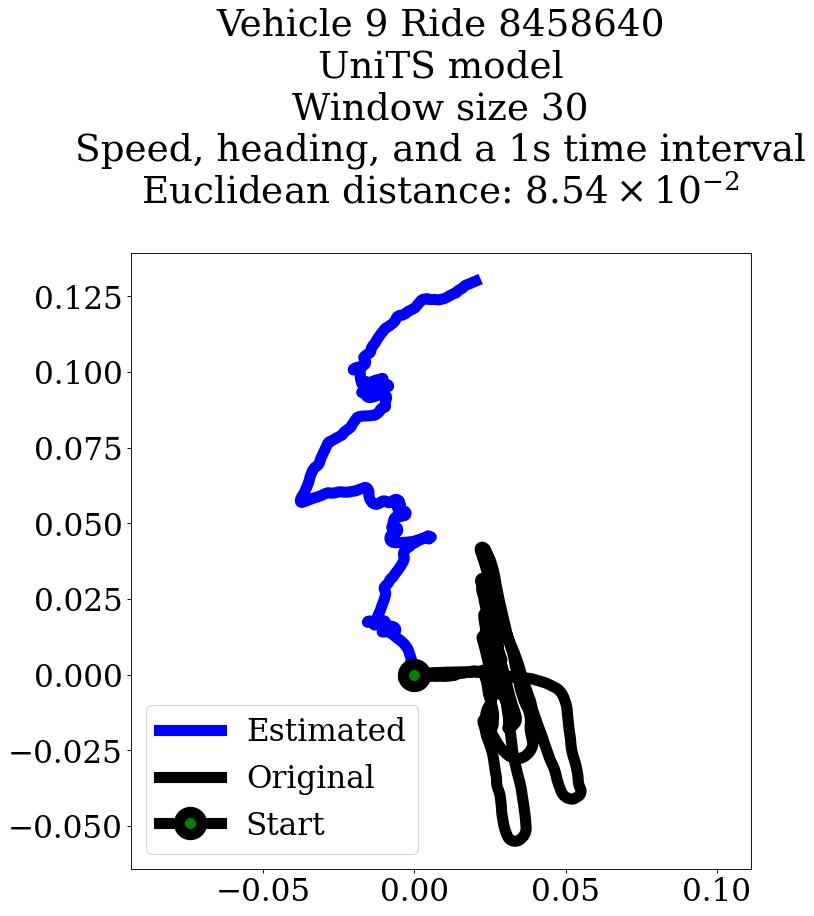 Vehicle 9 Ride 8458640
UniTS model
Window size 30
Speed, heading, and a 1s time interval
Euclidean distance: 8.54 × 10⁻²
0.125
0.100
0.075
0.050
0.025
0.000
−0.025
−0.050
Estimated
Original
Start
−0.05 0.00 0.05 0.10